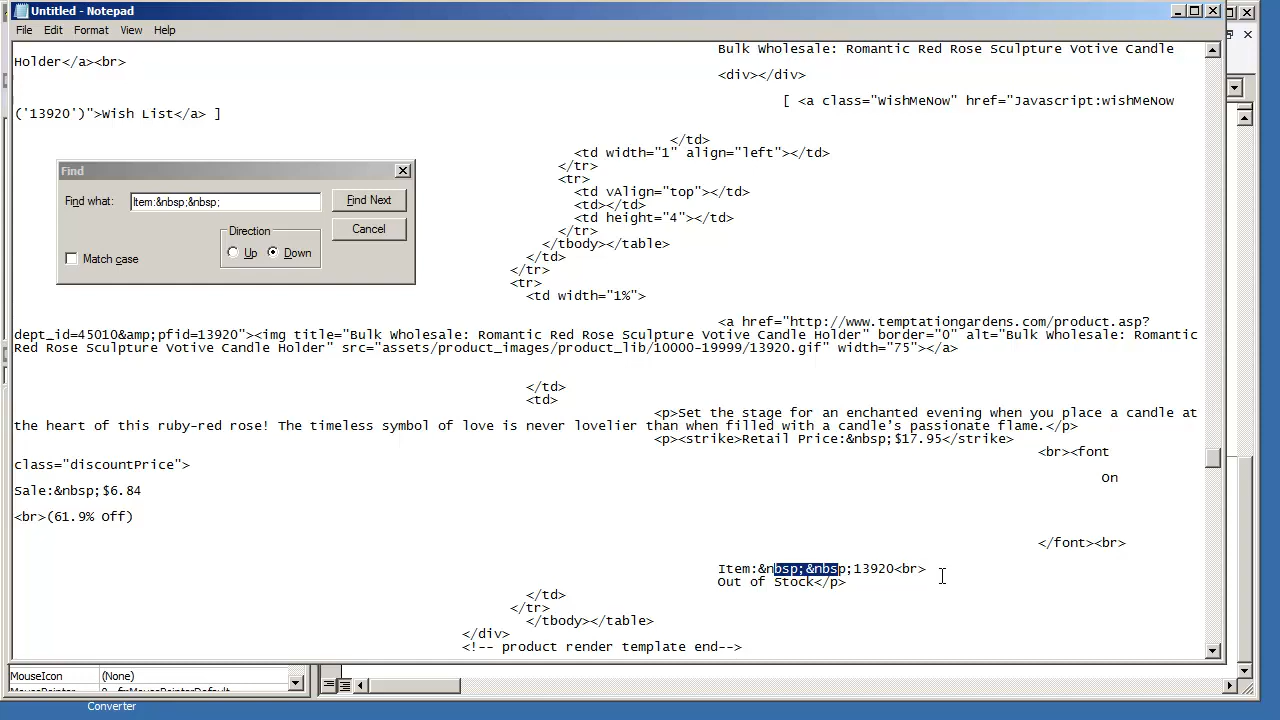 Untitled - Notepad
File Edit Format View Help
Bulk Wholesale: Romantic Red Rose Sculpture Votive Candle
Holder</a><br>
<div></div>
[ <a class="WishMeNow" href="Javascript:wishMeNow
('13920')">Wish List</a> ]
</td>
<td width="1" align="left"></td>
</tr>
<tr>
<td vAlign="top"></td>
<td></td>
<td height="4"></td>
</tr>
</tbody></table>
</td>
</tr>
<tr>
<td width="1%">
<a href="http://www.temptationgardens.com/product.asp?
dept_id=45010&amp;pfid=13920"><img title="Bulk Wholesale: Romantic Red Rose Sculpture Votive Candle Holder" border="0" alt="Bulk Wholesale: Romantic
Red Rose Sculpture Votive Candle Holder" src="assets/product_images/product_lib/10000-19999/13920.gif" width="75"></a>
</td>
<td>
<p>Set the stage for an enchanted evening when you place a candle at
the heart of this ruby-red rose! The timeless symbol of love is never lovelier than when filled with a candle's passionate flame.</p>
<p><strike>Retail Price:&nbsp;$17.95</strike>
<br><font
class="discountPrice">
On
Sale:&nbsp;$6.84
<br>(61.9% Off)
</font><br>
Item:&nbsp;&nbsp;13920<br>
Out of Stock</p>
</td>
</tr>
</tbody></table>
</div>
<!-- product render template end-->
Find
Find what: Item:&nbsp;&nbsp; Find Next
Direction Cancel
Match case Up Down
MouseIcon (None)
Converter